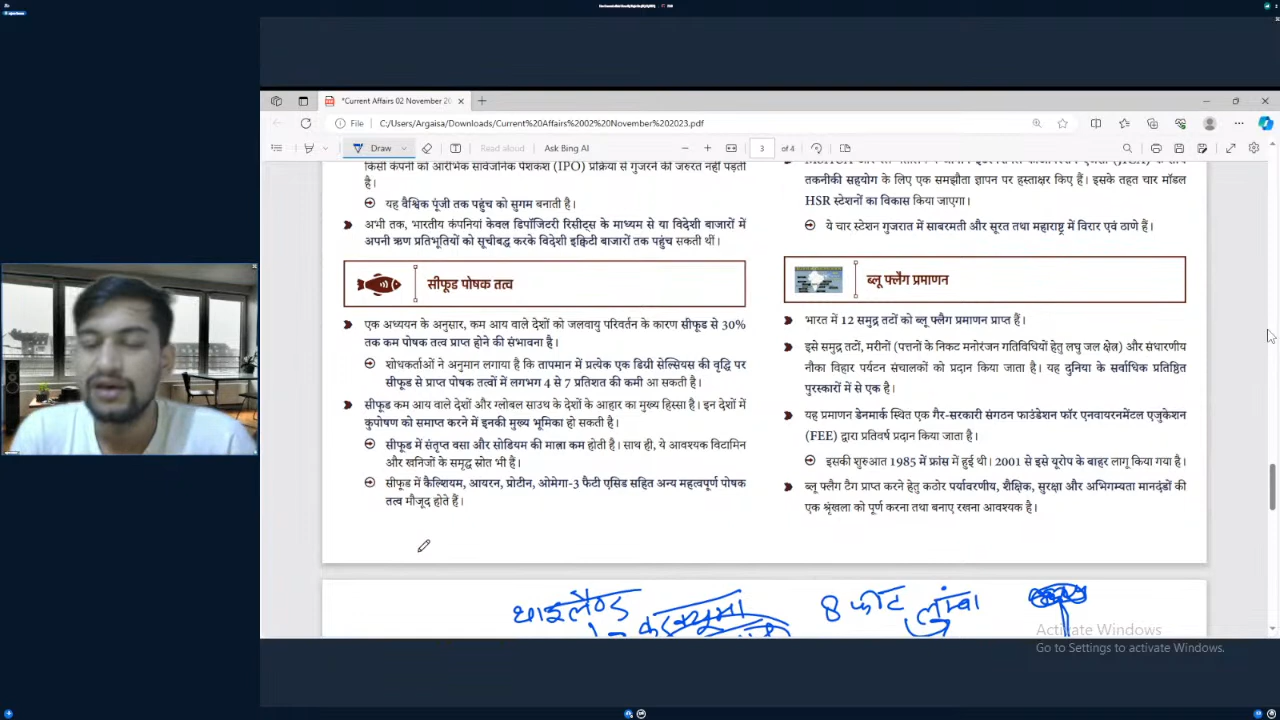 *Current Affairs 02 November 20
File
C:/Users/Argaisa/Downloads/Current%20Affairs%2002%20November%202023.pdf
Draw
Read aloud
Ask Bing AI
3 of 4
किसी कंपनी को आरंभिक सार्वजनिक पेशकश (IPO) प्रक्रिया से गुजरने की जरूरत नहीं पड़ती
है।
यह वैश्विक पूंजी तक पहुंच को सुगम बनाती है।
अभी तक, भारतीय कंपनियां केवल डिपॉजिटरी रिसीट्स के माध्यम से या विदेशी बाजारों में
अपनी ऋण प्रतिभूतियों को सूचीबद्ध करके विदेशी इक्विटी बाजारों तक पहुंच सकती थीं।
सीफूड पोषक तत्व
एक अध्ययन के अनुसार, कम आय वाले देशों को जलवायु परिवर्तन के कारण सीफूड से 30%
तक कम पोषक तत्व प्राप्त होने की संभावना है।
शोधकर्ताओं ने अनुमान लगाया है कि तापमान में प्रत्येक एक डिग्री सेल्सियस की वृद्धि पर
सीफूड से प्राप्त पोषक तत्वों में लगभग 4 से 7 प्रतिशत की कमी आ सकती है।
सीफूड कम आय वाले देशों और ग्लोबल साउथ के देशों के आहार का मुख्य हिस्सा है। इन देशों में
कुपोषण को समाप्त करने में इनकी मुख्य भूमिका हो सकती है।
सीफूड में संतृप्त वसा और सोडियम की मात्रा कम होती है। साथ ही, ये आवश्यक विटामिन
और खनिजों के समृद्ध स्रोत भी हैं।
सीफूड में कैल्शियम, आयरन, प्रोटीन, ओमेगा-3 फैटी एसिड सहित अन्य महत्वपूर्ण पोषक
तत्व मौजूद होते हैं।
तकनीकी सहयोग के लिए एक समझौता ज्ञापन पर हस्ताक्षर किए हैं। इसके तहत चार मॉडल
HSR स्टेशनों का विकास किया जाएगा।
ये चार स्टेशन गुजरात में साबरमती और सूरत तथा महाराष्ट्र में विरार एवं ठाणे हैं।
ब्लू फ्लैग प्रमाणन
भारत में 12 समुद्र तटों को ब्लू फ्लैग प्रमाणन प्राप्त हैं।
इसे समुद्र तटों, मरीनों (पत्तनों के निकट मनोरंजन गतिविधियों हेतु लघु जल क्षेत्र) और संधारणीय
नौका विहार पर्यटन संचालकों को प्रदान किया जाता है। यह दुनिया के सर्वाधिक प्रतिष्ठित
पुरस्कारों में से एक है।
यह प्रमाणन डेनमार्क स्थित एक गैर-सरकारी संगठन फाउंडेशन फॉर एनवायरनमेंटल एजुकेशन
(FEE) द्वारा प्रतिवर्ष प्रदान किया जाता है।
इसकी शुरुआत 1985 में फ्रांस में हुई थी। 2001 से इसे यूरोप के बाहर लागू किया गया है।
ब्लू फ्लैग टैग प्राप्त करने हेतु कठोर पर्यावरणीय, शैक्षिक, सुरक्षा और अभिगम्यता मानदंडों की
एक श्रृंखला को पूर्ण करना तथा बनाए रखना आवश्यक है।
थाइलैण्ड 8 फीट लांबा
Activate Windows
Go to Settings to activate Windows.